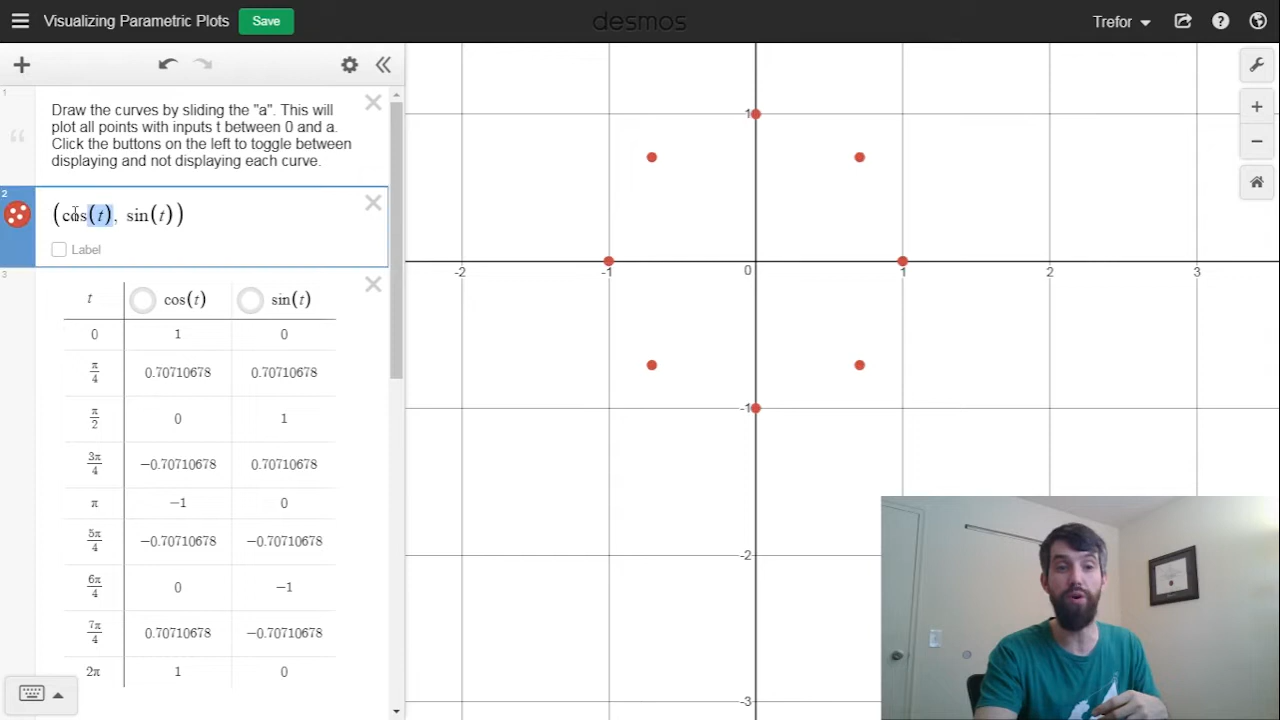 Visualizing Parametric Plots
Save
desmos
Trefor
1
Draw the curves by sliding the "a". This will
plot all points with inputs t between 0 and a.
Click the buttons on the left to toggle between
displaying and not displaying each curve.
2
(cos(t), sin(t))
Label
3
t cos(t) sin(t)
0 1 0
π/4 0.70710678 0.70710678
π/2 0 1
3π/4 −0.70710678 0.70710678
π −1 0
5π/4 −0.70710678 −0.70710678
6π/4 0 −1
7π/4 0.70710678 −0.70710678
2π 1 0
1
-2 -1 0 1 2 3
-1
-2
-3